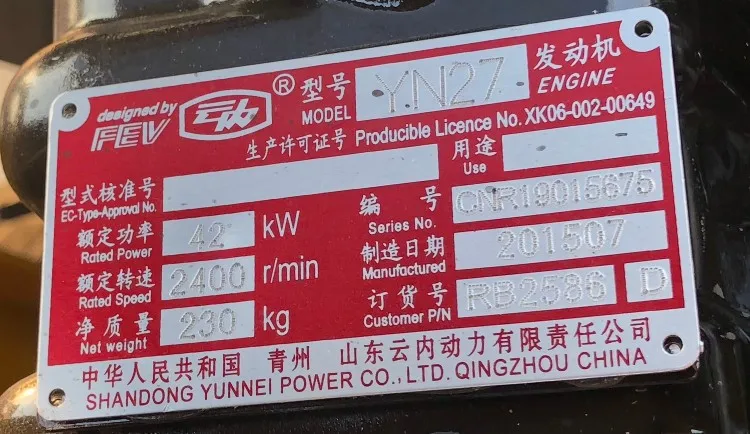 designed by
FEV 云内 ®
型号 MODEL YN27 发动机 ENGINE
生产许可证号 Producible Licence No. XK06-002-00649
型式核准号 EC-Type-Approval No.
用途 Use
额定功率 Rated Power 42 kW
编号 Series No. CNR19015675
额定转速 Rated Speed 2400 r/min
制造日期 Manufactured 201507
净质量 Net weight 230 kg
订货号 Customer P/N RB2586 D
中华人民共和国 青州 山东云内动力有限责任公司
SHANDONG YUNNEI POWER CO., LTD. QINGZHOU CHINA